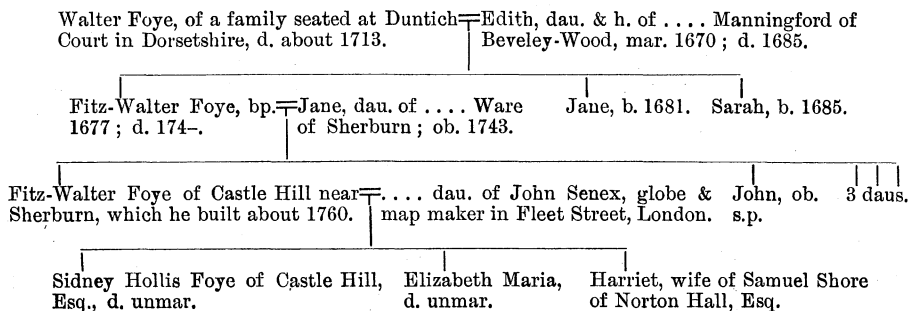 Walter Foye, of a family seated at Duntich Court in Dorsetshire, d. about 1713.
Edith, dau. & h. of .... Manningford of Beveley-Wood, mar. 1670 ; d. 1685.
Fitz-Walter Foye, bp. 1677 ; d. 174–.
Jane, dau. of .... Ware of Sherburn ; ob. 1743.
Jane, b. 1681.
Sarah, b. 1685.
Fitz-Walter Foye of Castle Hill near Sherburn, which he built about 1760.
.... dau. of John Senex, globe & map maker in Fleet Street, London.
John, ob. s.p.
3 daus.
Sidney Hollis Foye of Castle Hill, Esq., d. unmar.
Elizabeth Maria, d. unmar.
Harriet, wife of Samuel Shore of Norton Hall, Esq.